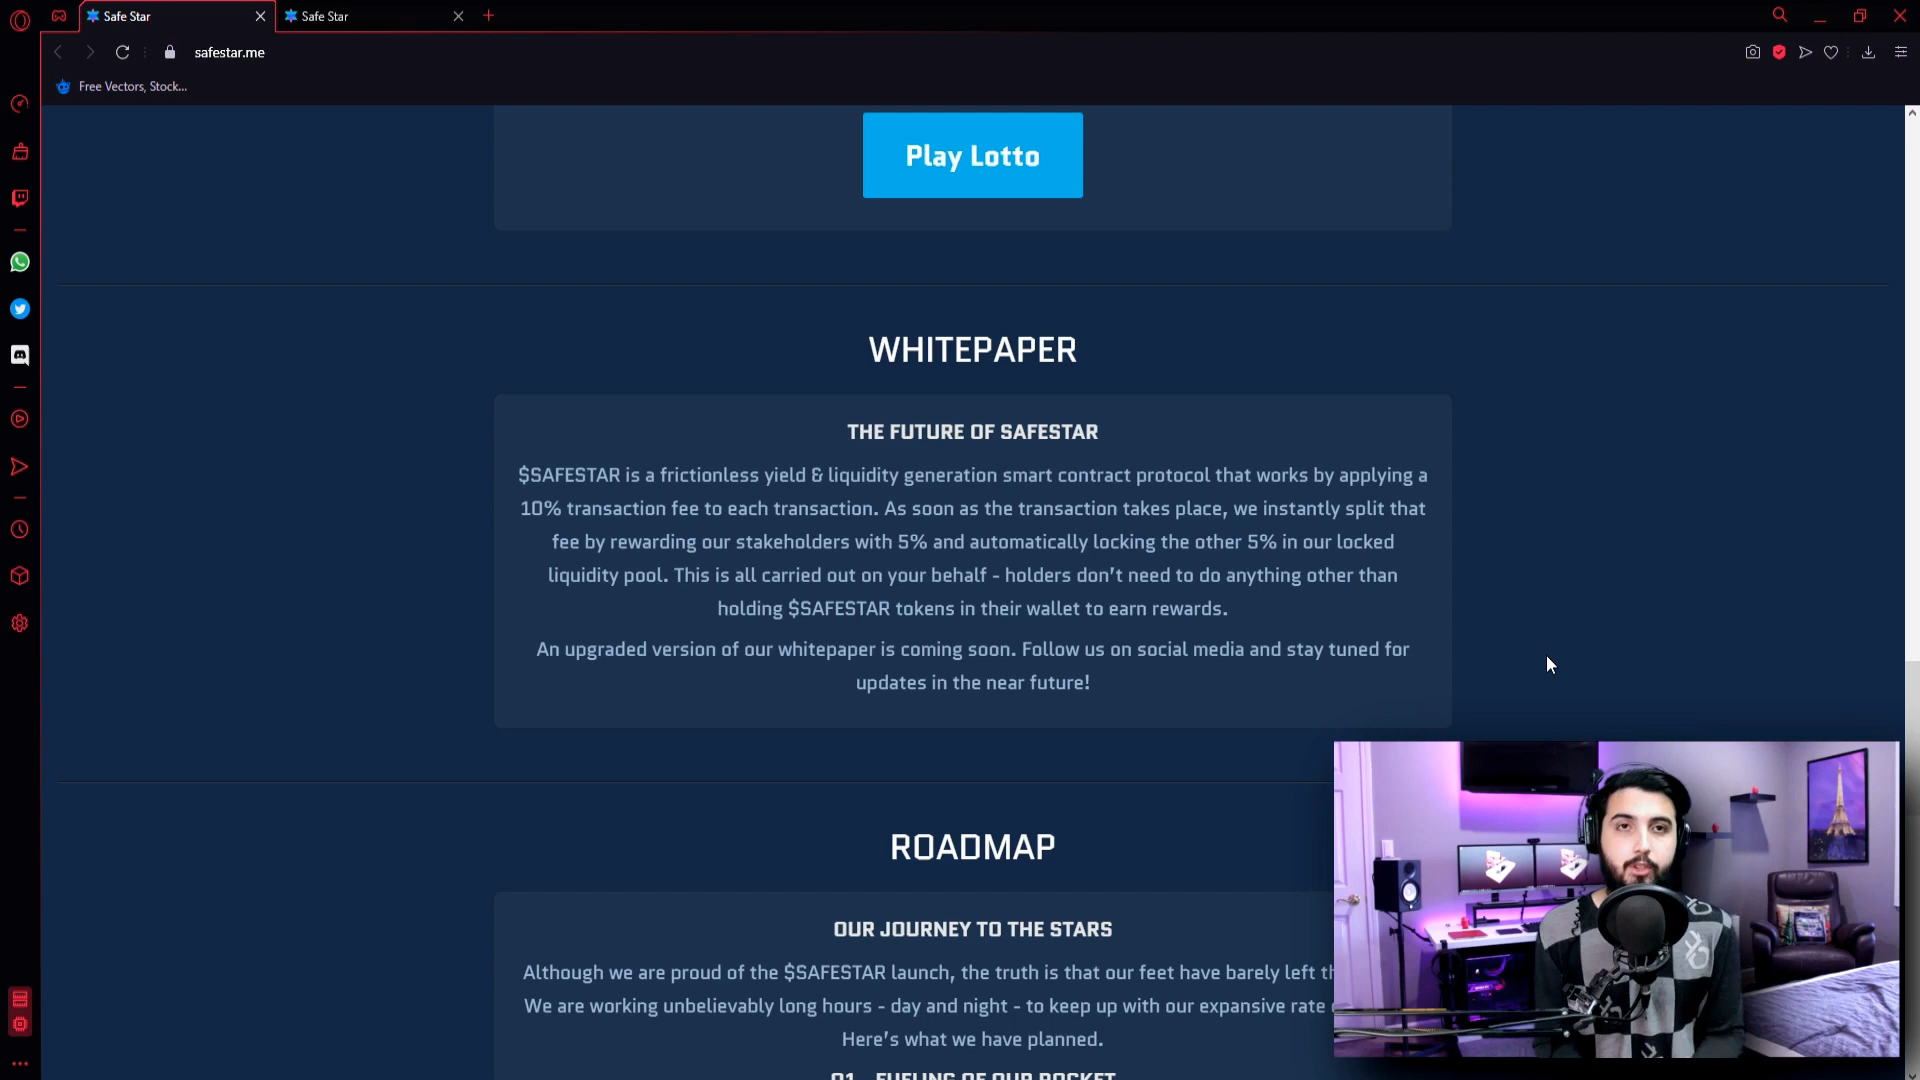 Safe Star
Safe Star
safestar.me
Free Vectors, Stock...
Play Lotto
WHITEPAPER
THE FUTURE OF SAFESTAR
$SAFESTAR is a frictionless yield & liquidity generation smart contract protocol that works by applying a
10% transaction fee to each transaction. As soon as the transaction takes place, we instantly split that
fee by rewarding our stakeholders with 5% and automatically locking the other 5% in our locked
liquidity pool. This is all carried out on your behalf - holders don't need to do anything other than
holding $SAFESTAR tokens in their wallet to earn rewards.
An upgraded version of our whitepaper is coming soon. Follow us on social media and stay tuned for
updates in the near future!
ROADMAP
OUR JOURNEY TO THE STARS
Although we are proud of the $SAFESTAR launch, the truth is that our feet have barely left
We are working unbelievably long hours - day and night - to keep up with our expansive rate
Here's what we have planned.
01 FUELING OF OUR ROCKET